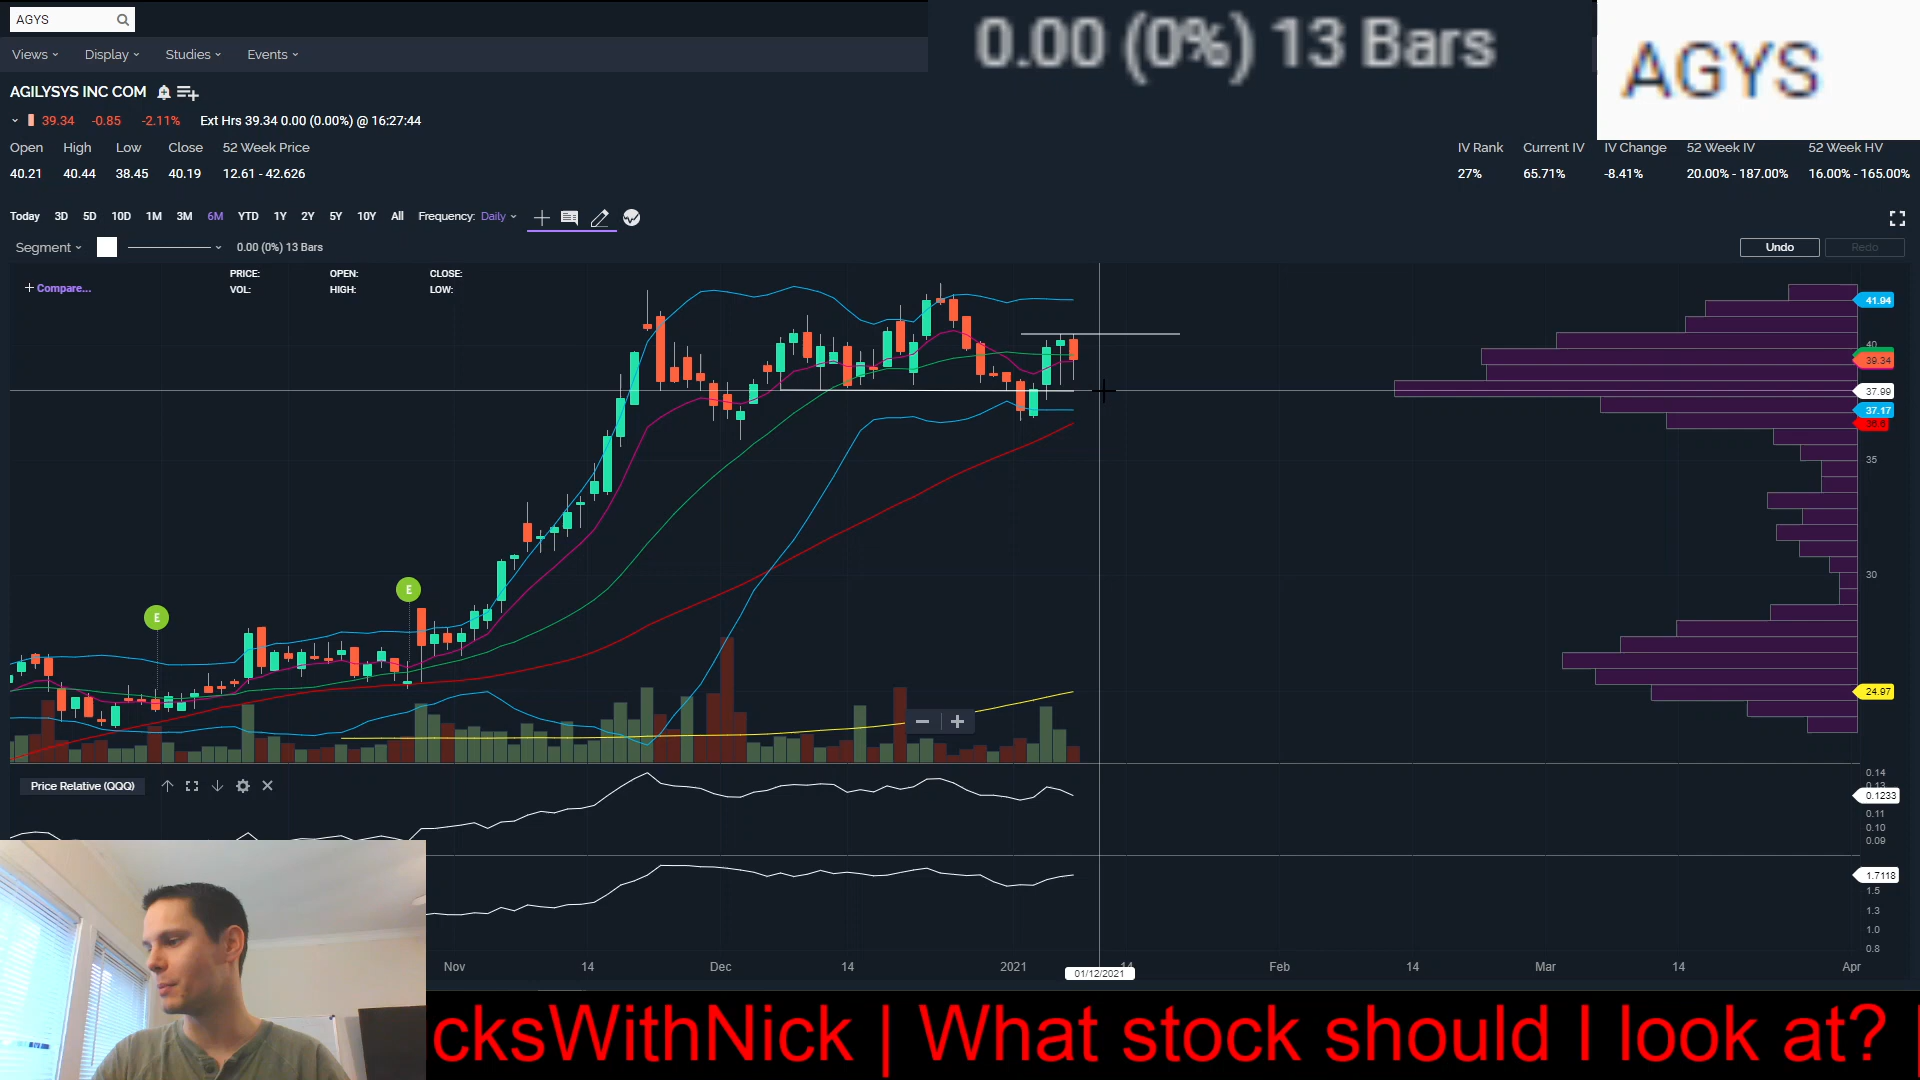 AGYS
0.00 (0%) 13 Bars
AGYS
Views Display Studies Events
AGILYSYS INC COM
39.34 -0.85 -2.11% Ext Hrs 39.34 0.00 (0.00%) @ 16:27:44
Open High Low Close 52 Week Price
40.21 40.44 38.45 40.19 12.61 - 42.626
IV Rank Current IV IV Change 52 Week IV 52 Week HV
27% 65.71% -8.41% 20.00% - 187.00% 16.00% - 165.00%
Today 3D 5D 10D 1M 3M 6M YTD 1Y 2Y 5Y 10Y All Frequency: Daily
Segment 0.00 (0%) 13 Bars Undo Redo
PRICE: OPEN: CLOSE:
VOL: HIGH: LOW:
+ Compare...
41.94
40
39.34
37.99
37.17
36.6
35
30
24.97
E
E
Price Relative (QQQ)
0.14
0.13
0.1233
0.11
0.10
0.09
1.7118
1.5
1.3
1.0
0.8
Nov 14 Dec 14 2021 14 Feb 14 Mar 14 Apr
01/12/2021
cksWithNick | What stock should I look at? |